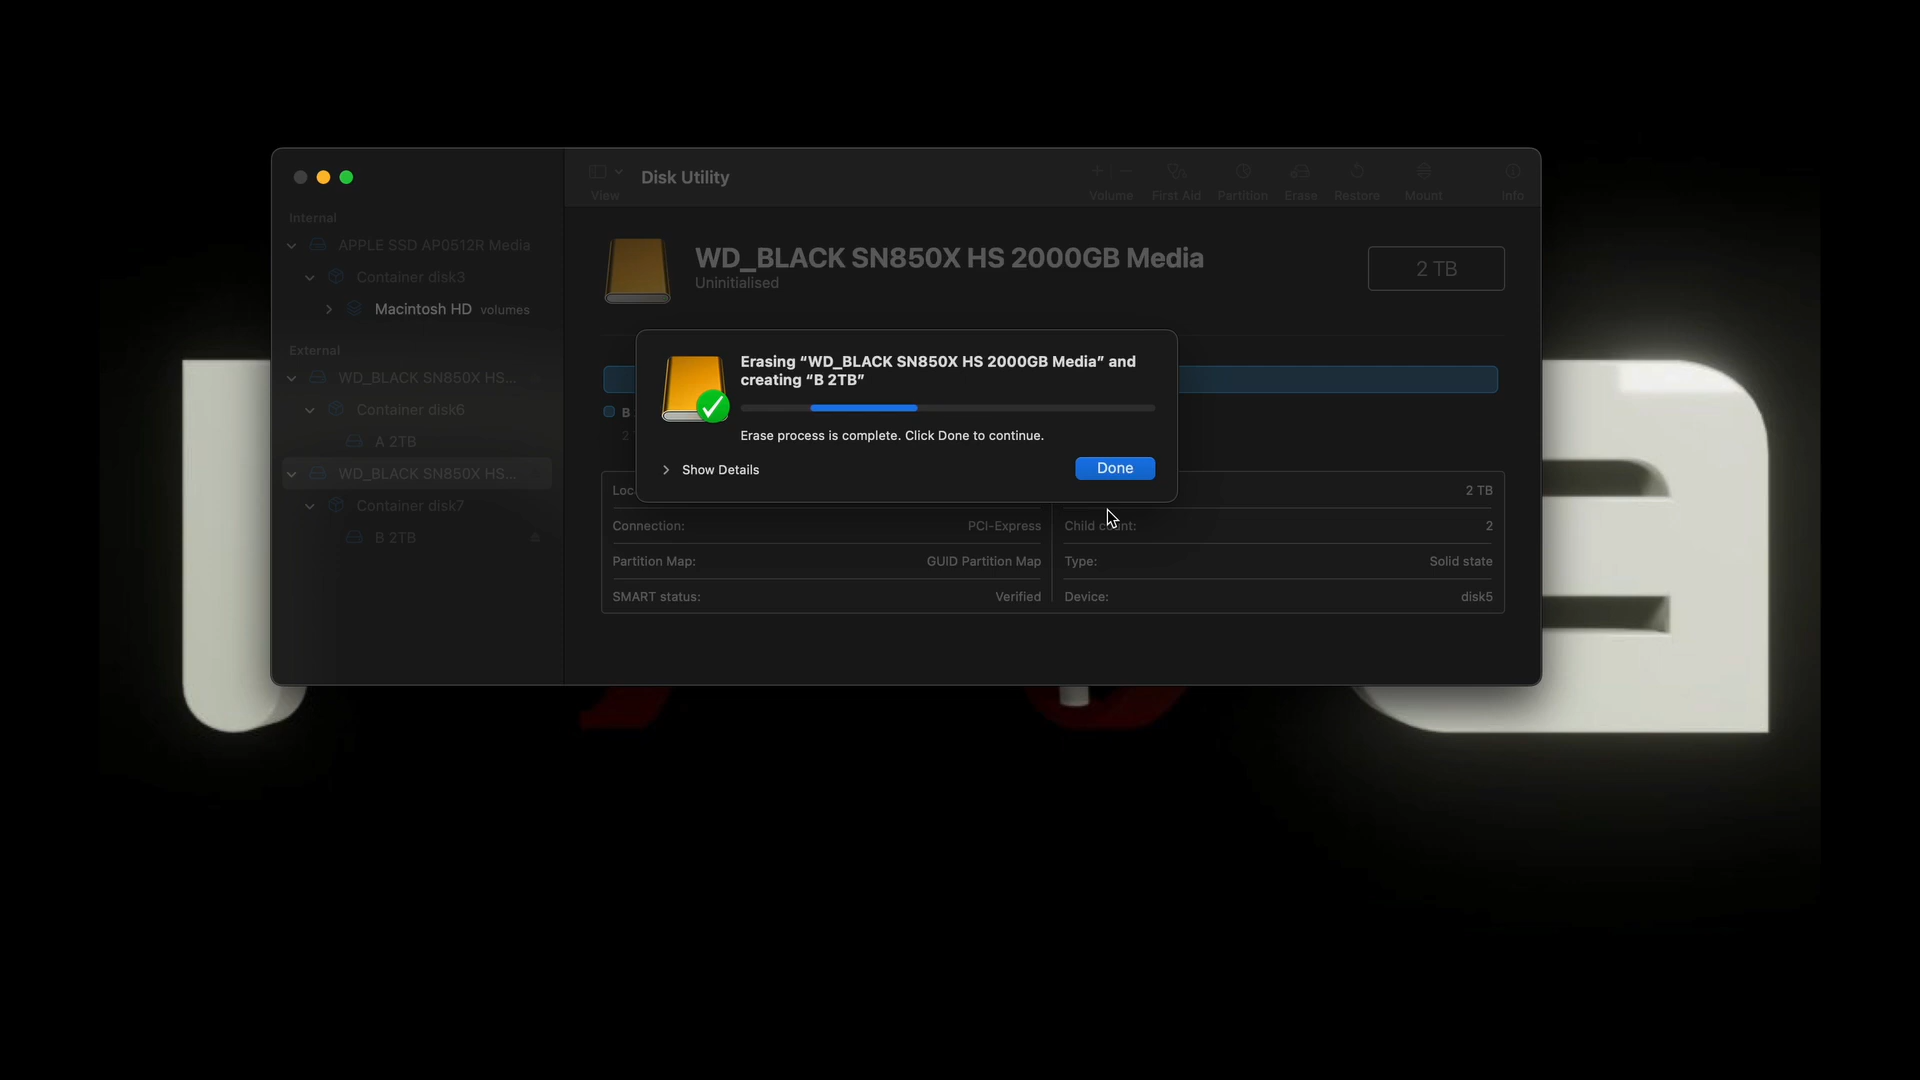 Disk Utility
View
Volume
First Aid
Partition
Erase
Restore
Mount
Info
Internal
APPLE SSD AP0512R Media
Container disk3
Macintosh HD volumes
External
WD_BLACK SN850X HS...
Container disk6
A 2TB
WD_BLACK SN850X HS...
Container disk7
B 2TB
WD_BLACK SN850X HS 2000GB Media
Uninitialised
2 TB
Erasing “WD_BLACK SN850X HS 2000GB Media” and
creating “B 2TB”
Erase process is complete. Click Done to continue.
Show Details
Done
B
2 TB
Connection: PCI-Express
Child count: 2
Partition Map: GUID Partition Map
Type: Solid state
SMART status: Verified
Device: disk5